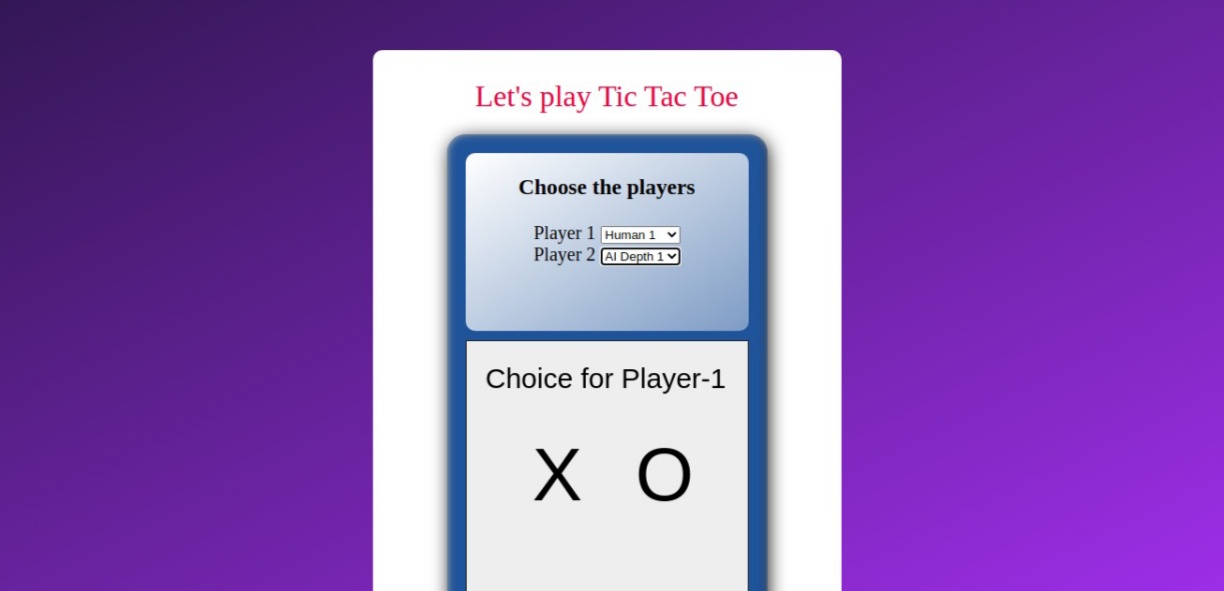 Let's play Tic Tac Toe
Choose the players
Player 1 Human 1
Player 2 AI Depth 1
Choice for Player-1
X O